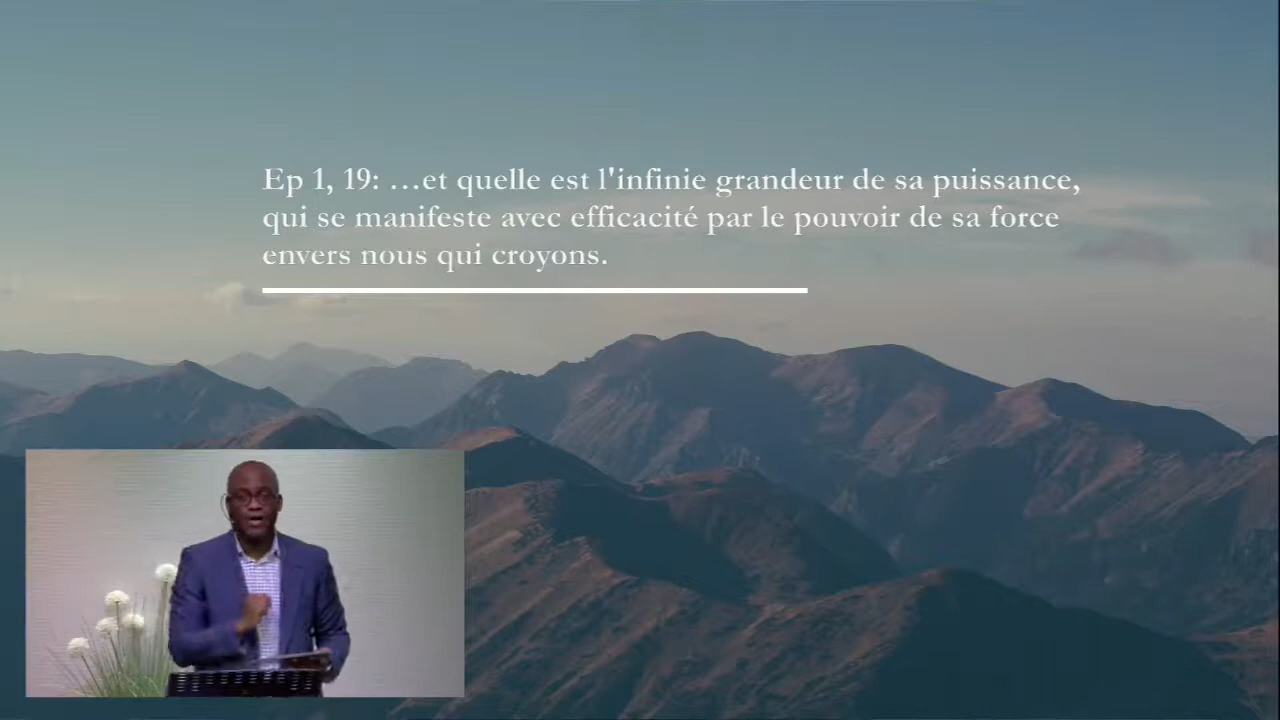 Ep 1, 19: …et quelle est l'infinie grandeur de sa puissance,
qui se manifeste avec efficacité par le pouvoir de sa force
envers nous qui croyons.